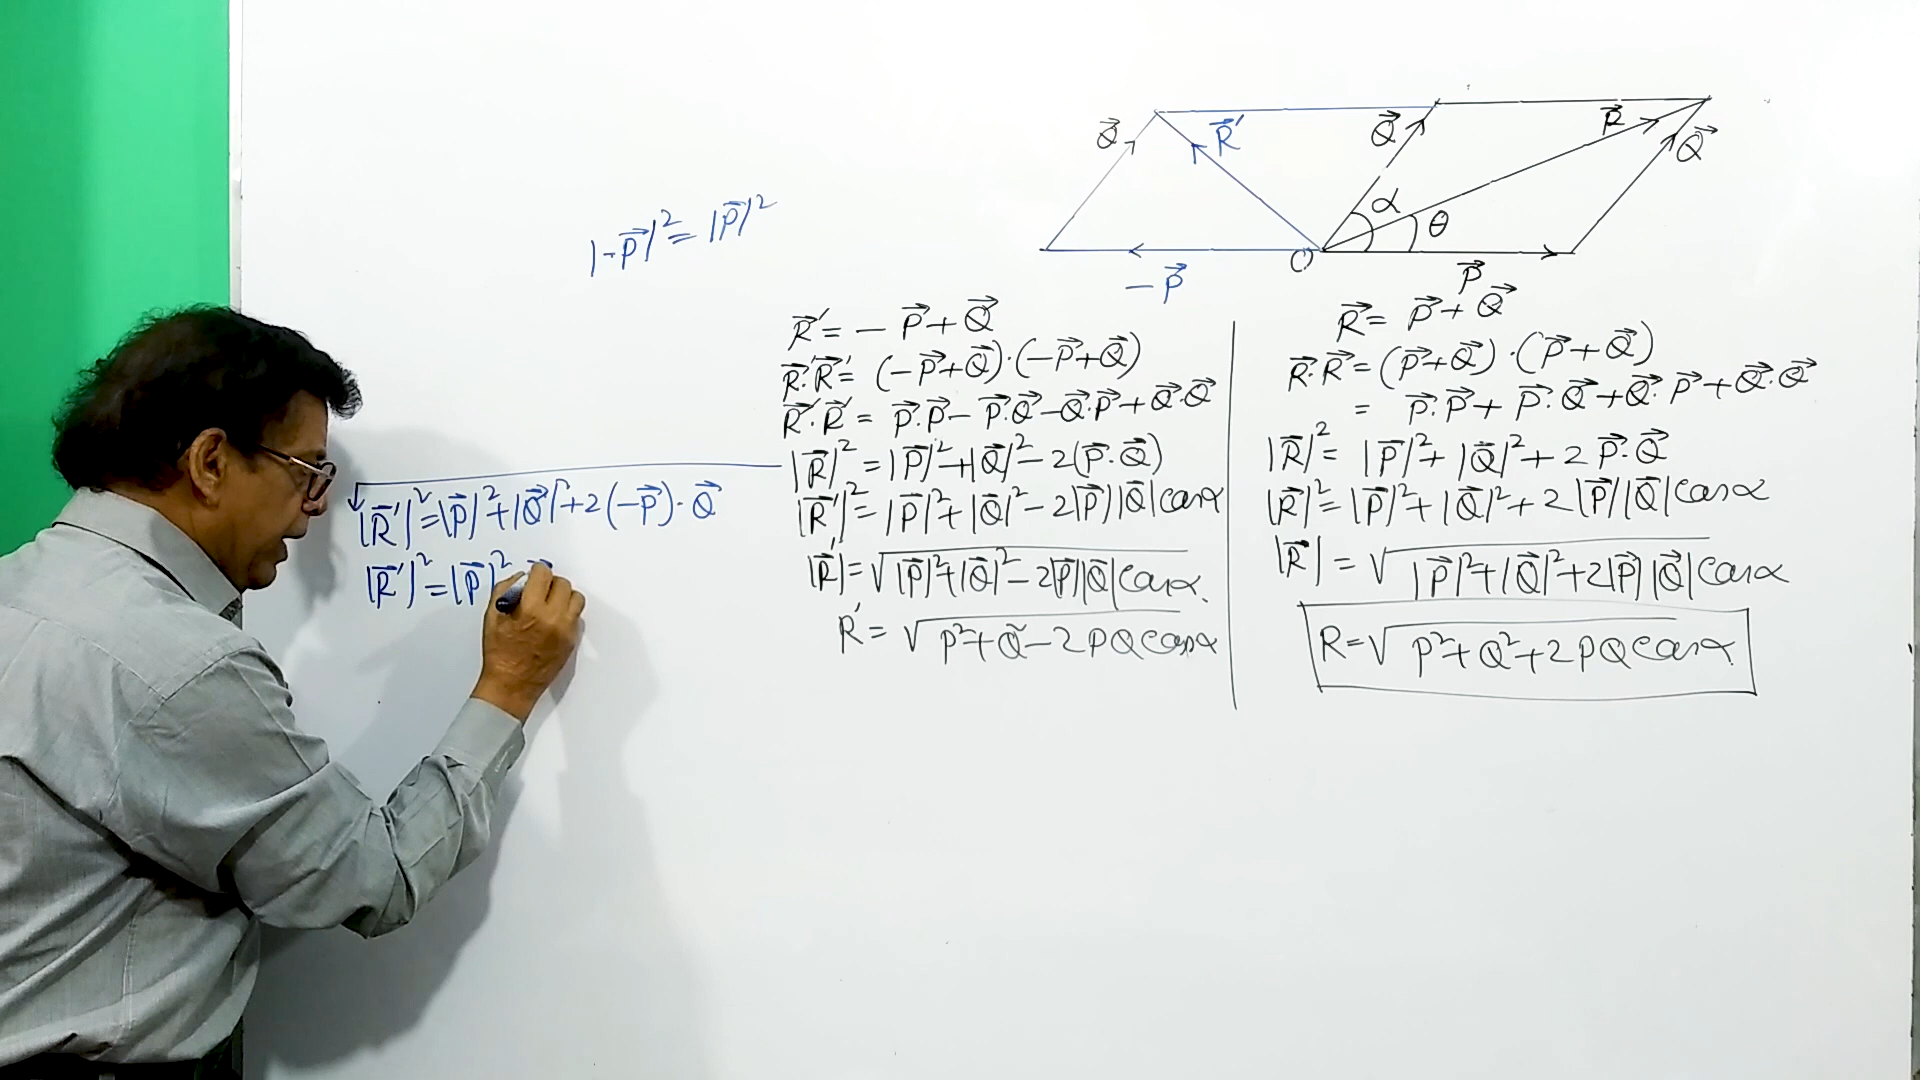 |-P⃗|² = |P⃗|²
|R⃗′|² = |P⃗|² + |Q⃗|² + 2(-P⃗)·Q⃗
|R⃗′|² = |P⃗|²
Q⃗ R⃗′ Q⃗ R⃗ Q⃗
α θ
O
-P⃗ P⃗
R⃗′ = - P⃗ + Q⃗
R⃗′·R⃗′ = (-P⃗+Q⃗)·(-P⃗+Q⃗)
R⃗′·R⃗′ = P⃗·P⃗ - P⃗·Q⃗ - Q⃗·P⃗ + Q⃗·Q⃗
|R⃗′|² = |P⃗|² + |Q⃗|² - 2(P⃗·Q⃗)
|R⃗′|² = |P⃗|² + |Q⃗|² - 2|P⃗||Q⃗|cosα
|R⃗′| = √|P⃗|²+|Q⃗|² - 2|P⃗||Q⃗|cosα
R′ = √P²+Q²-2PQcosα
R⃗ = P⃗ + Q⃗
R⃗·R⃗ = (P⃗+Q⃗)·(P⃗+Q⃗)
= P⃗·P⃗ + P⃗·Q⃗ + Q⃗·P⃗ + Q⃗·Q⃗
|R⃗|² = |P⃗|² + |Q⃗|² + 2 P⃗·Q⃗
|R⃗|² = |P⃗|² + |Q⃗|² + 2|P⃗||Q⃗|cosα
|R⃗| = √|P⃗|²+|Q⃗|²+2|P⃗||Q⃗|cosα
R = √P²+Q²+2PQcosα